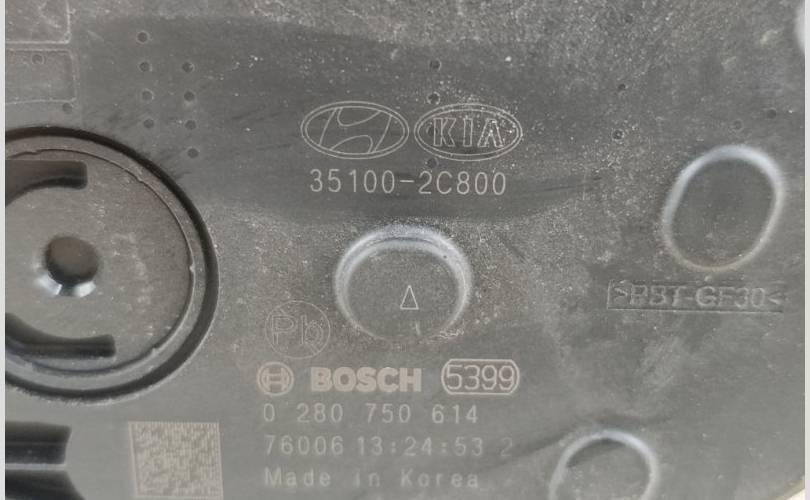 KIA
35100-2C800
>PBT-GF30<
Pb
BOSCH 5399
0 280 750 614
76006 13:24:53 2
Made in Korea